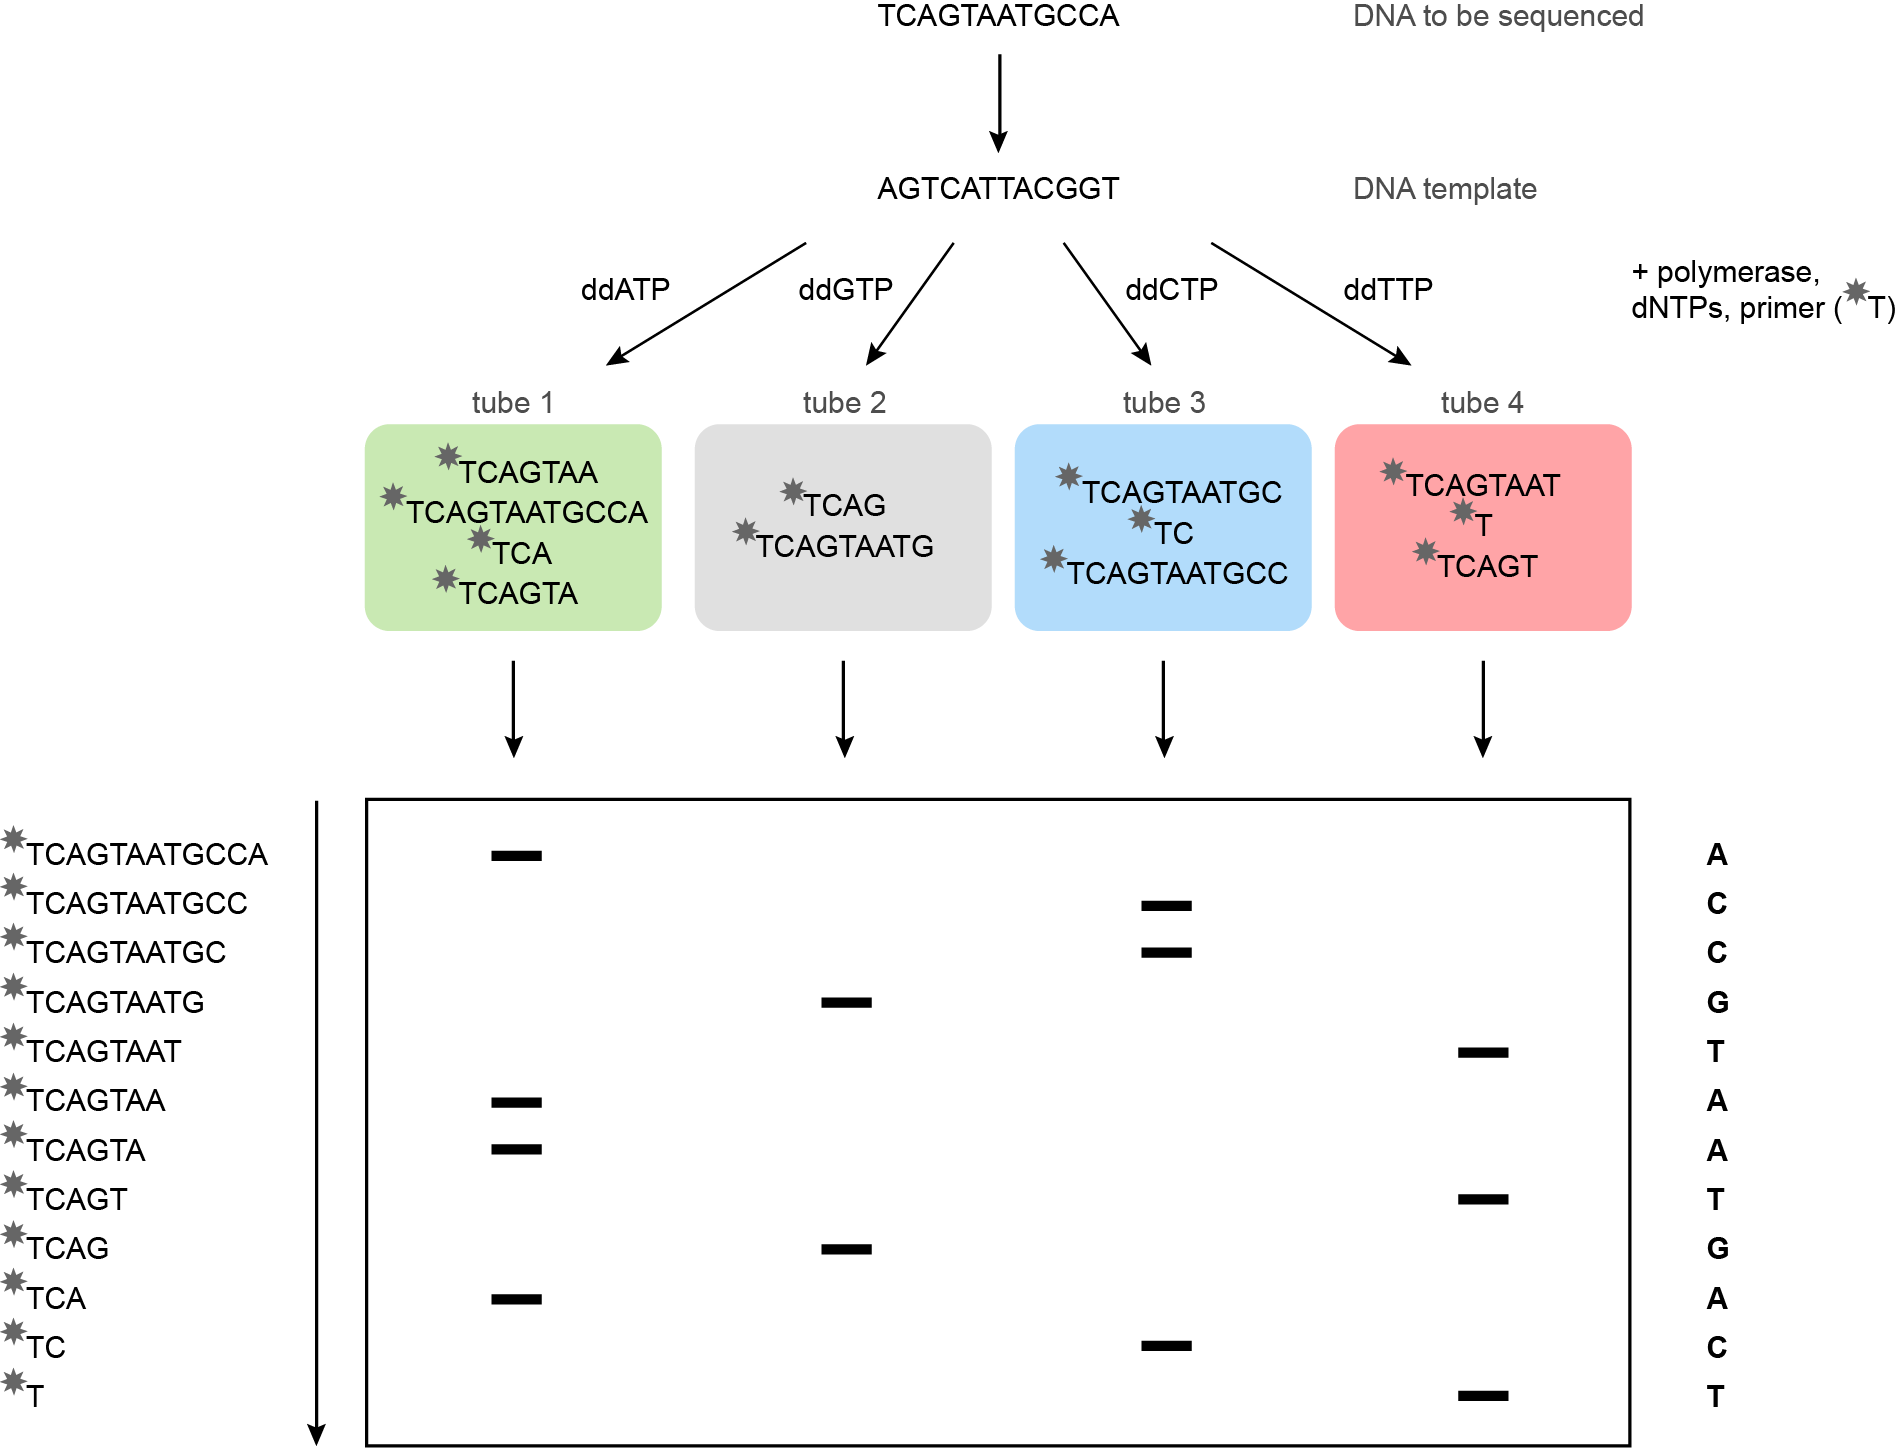 TCAGTAATGCCA DNA to be sequenced
AGTCATTACGGT DNA template
ddATP ddGTP ddCTP ddTTP + polymerase,
dNTPs, primer (T)
tube 1 tube 2 tube 3 tube 4
TCAGTAA
TCAGTAATGCCA
TCA
TCAGTA
TCAG
TCAGTAATG
TCAGTAATGC
TC
TCAGTAATGCC
TCAGTAAT
T
TCAGT
TCAGTAATGCCA A
TCAGTAATGCC C
TCAGTAATGC C
TCAGTAATG G
TCAGTAAT T
TCAGTAA A
TCAGTA A
TCAGT T
TCAG G
TCA A
TC C
T T